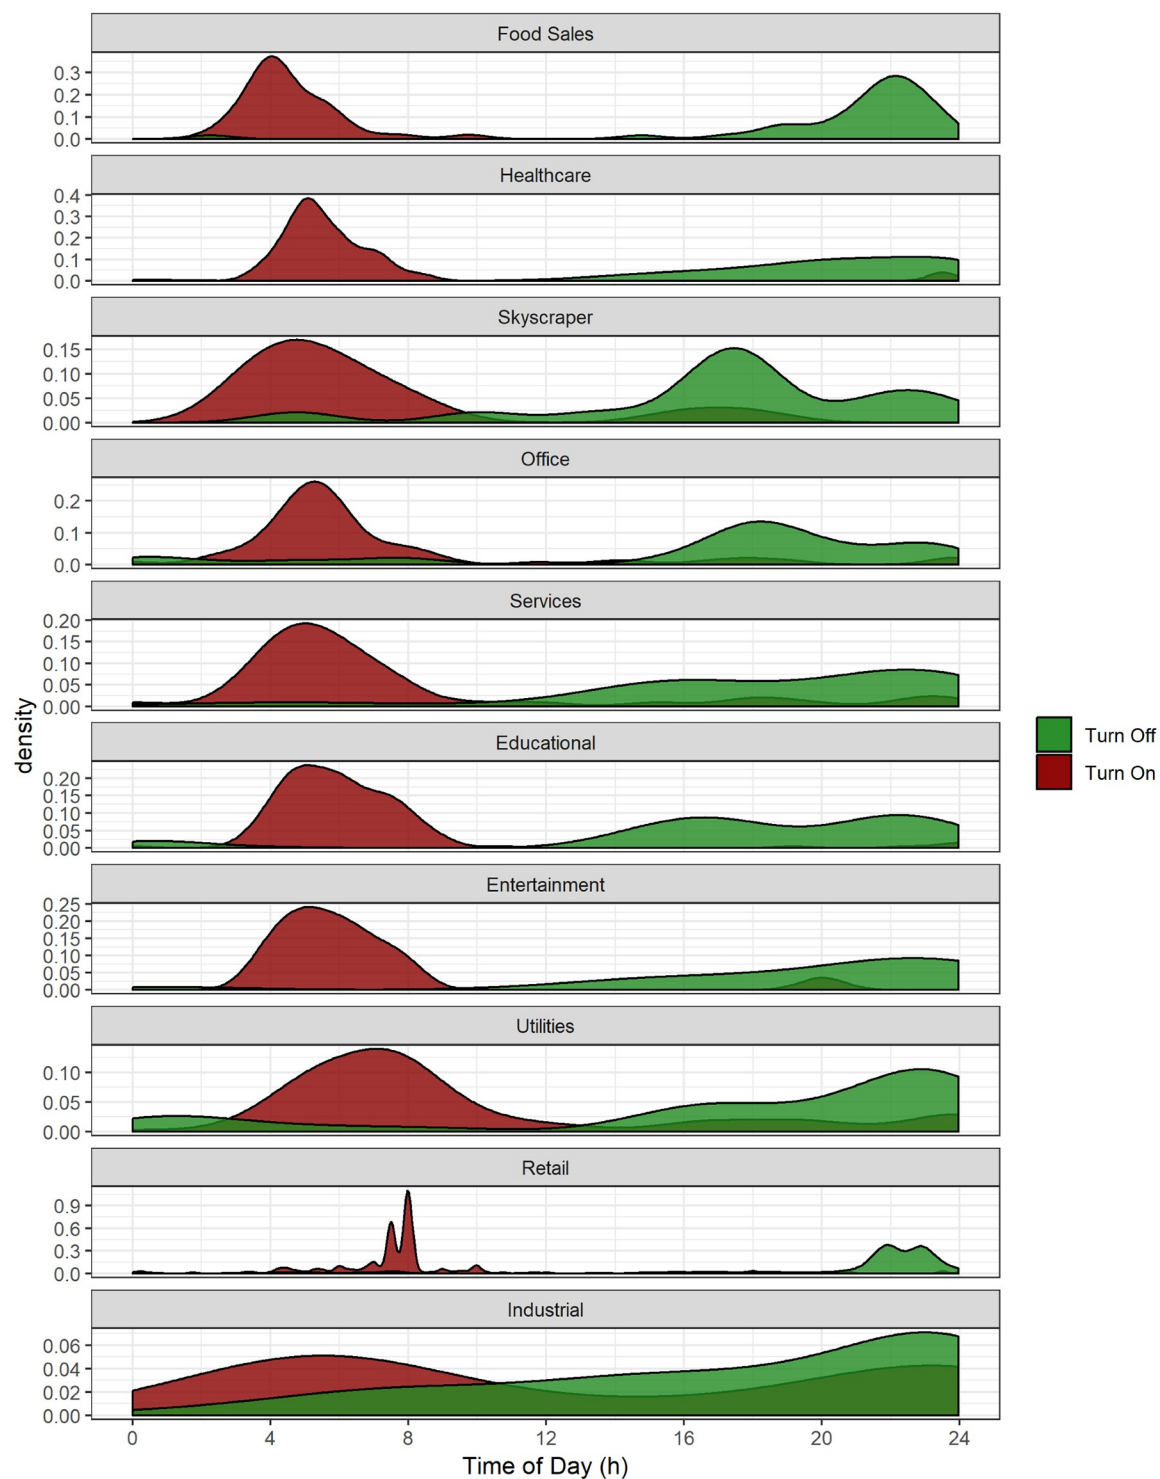 Food Sales
0.3
0.2
0.1
0.0
Healthcare
0.4
0.3
0.2
0.1
0.0
Skyscraper
0.15
0.10
0.05
0.00
Office
0.2
0.1
0.0
Services
0.20
0.15
0.10
0.05
0.00
Educational
0.20
0.15
0.10
0.05
0.00
Entertainment
0.25
0.20
0.15
0.10
0.05
0.00
Utilities
0.10
0.05
0.00
Retail
0.9
0.6
0.3
0.0
Industrial
0.06
0.04
0.02
0.00
0 4 8 12 16 20 24
Time of Day (h)
density
Turn Off
Turn On